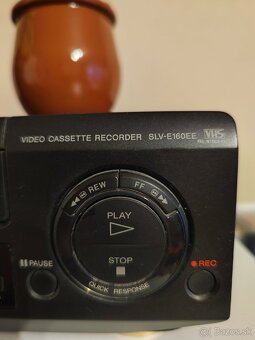 VIDEO CASSETTE RECORDER SLV-E160EE VHS
REW FF
PLAY
STOP
PAUSE
REC
QUICK RESPONSE
bazos.sk